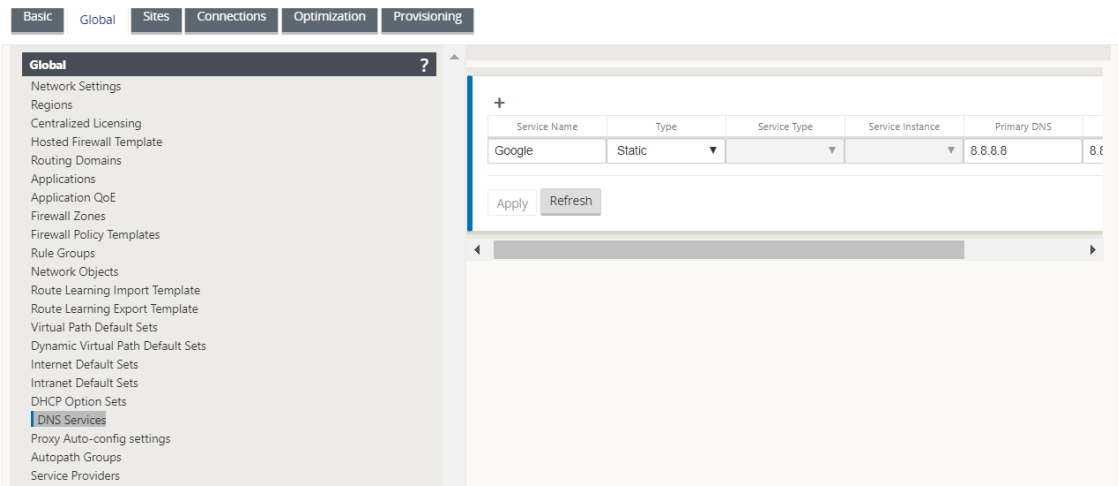 Basic Global Sites Connections Optimization Provisioning
Global ?
Network Settings
Regions
Centralized Licensing
Hosted Firewall Template
Routing Domains
Applications
Application QoE
Firewall Zones
Firewall Policy Templates
Rule Groups
Network Objects
Route Learning Import Template
Route Learning Export Template
Virtual Path Default Sets
Dynamic Virtual Path Default Sets
Internet Default Sets
Intranet Default Sets
DHCP Option Sets
DNS Services
Proxy Auto-config settings
Autopath Groups
Service Providers
+
Service Name Type Service Type Service Instance Primary DNS
Google Static 8.8.8.8
Apply Refresh